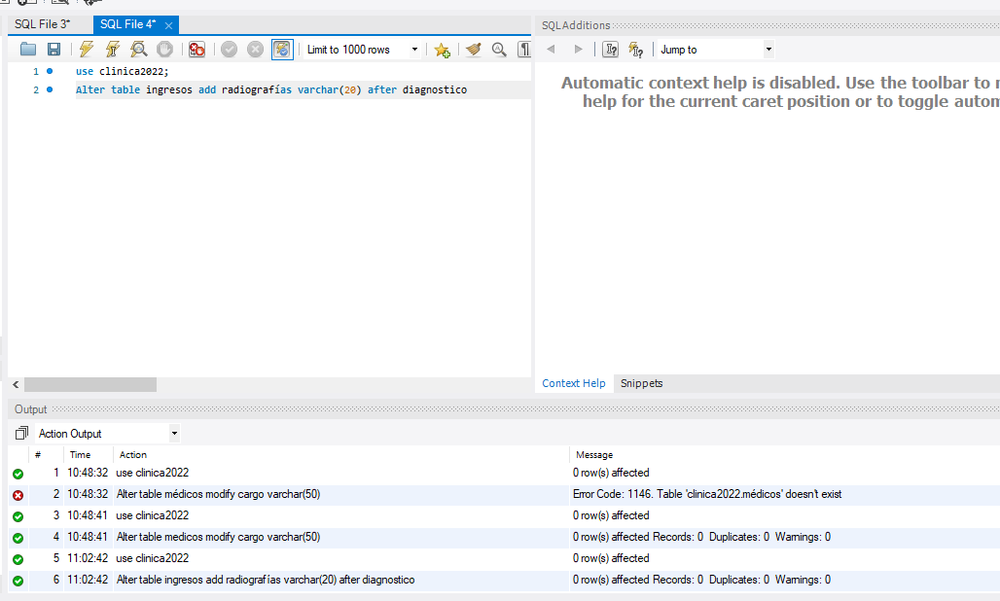 SQL File 3*
SQL File 4*
SQL Additions
Limit to 1000 rows
Jump to
1 use clinica2022;
2 Alter table ingresos add radiografías varchar(20) after diagnostico
Automatic context help is disabled. Use the toolbar to
help for the current caret position or to toggle
Context Help
Snippets
Output
Action Output
# Time Action Message
1 10:48:32 use clinica2022 0 row(s) affected
2 10:48:32 Alter table médicos modify cargo varchar(50) Error Code: 1146. Table 'clinica2022.médicos' doesn't exist
3 10:48:41 use clinica2022 0 row(s) affected
4 10:48:41 Alter table medicos modify cargo varchar(50) 0 row(s) affected Records: 0 Duplicates: 0 Warnings: 0
5 11:02:42 use clinica2022 0 row(s) affected
6 11:02:42 Alter table ingresos add radiografías varchar(20) after diagnostico 0 row(s) affected Records: 0 Duplicates: 0 Warnings: 0